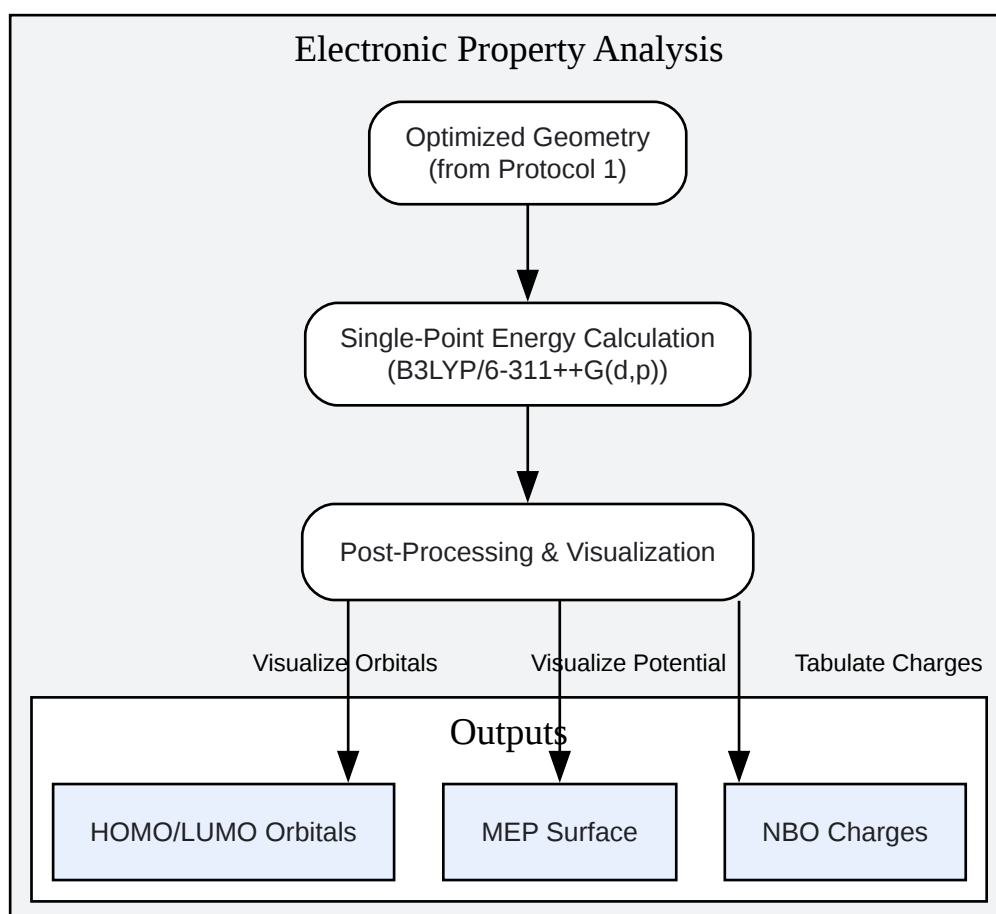 Electronic Property Analysis
Optimized Geometry
(from Protocol 1)
Single-Point Energy Calculation
(B3LYP/6-311++G(d,p))
Post-Processing & Visualization
Visualize Orbitals
Visualize Potential
Tabulate Charges
Outputs
HOMO/LUMO Orbitals
MEP Surface
NBO Charges